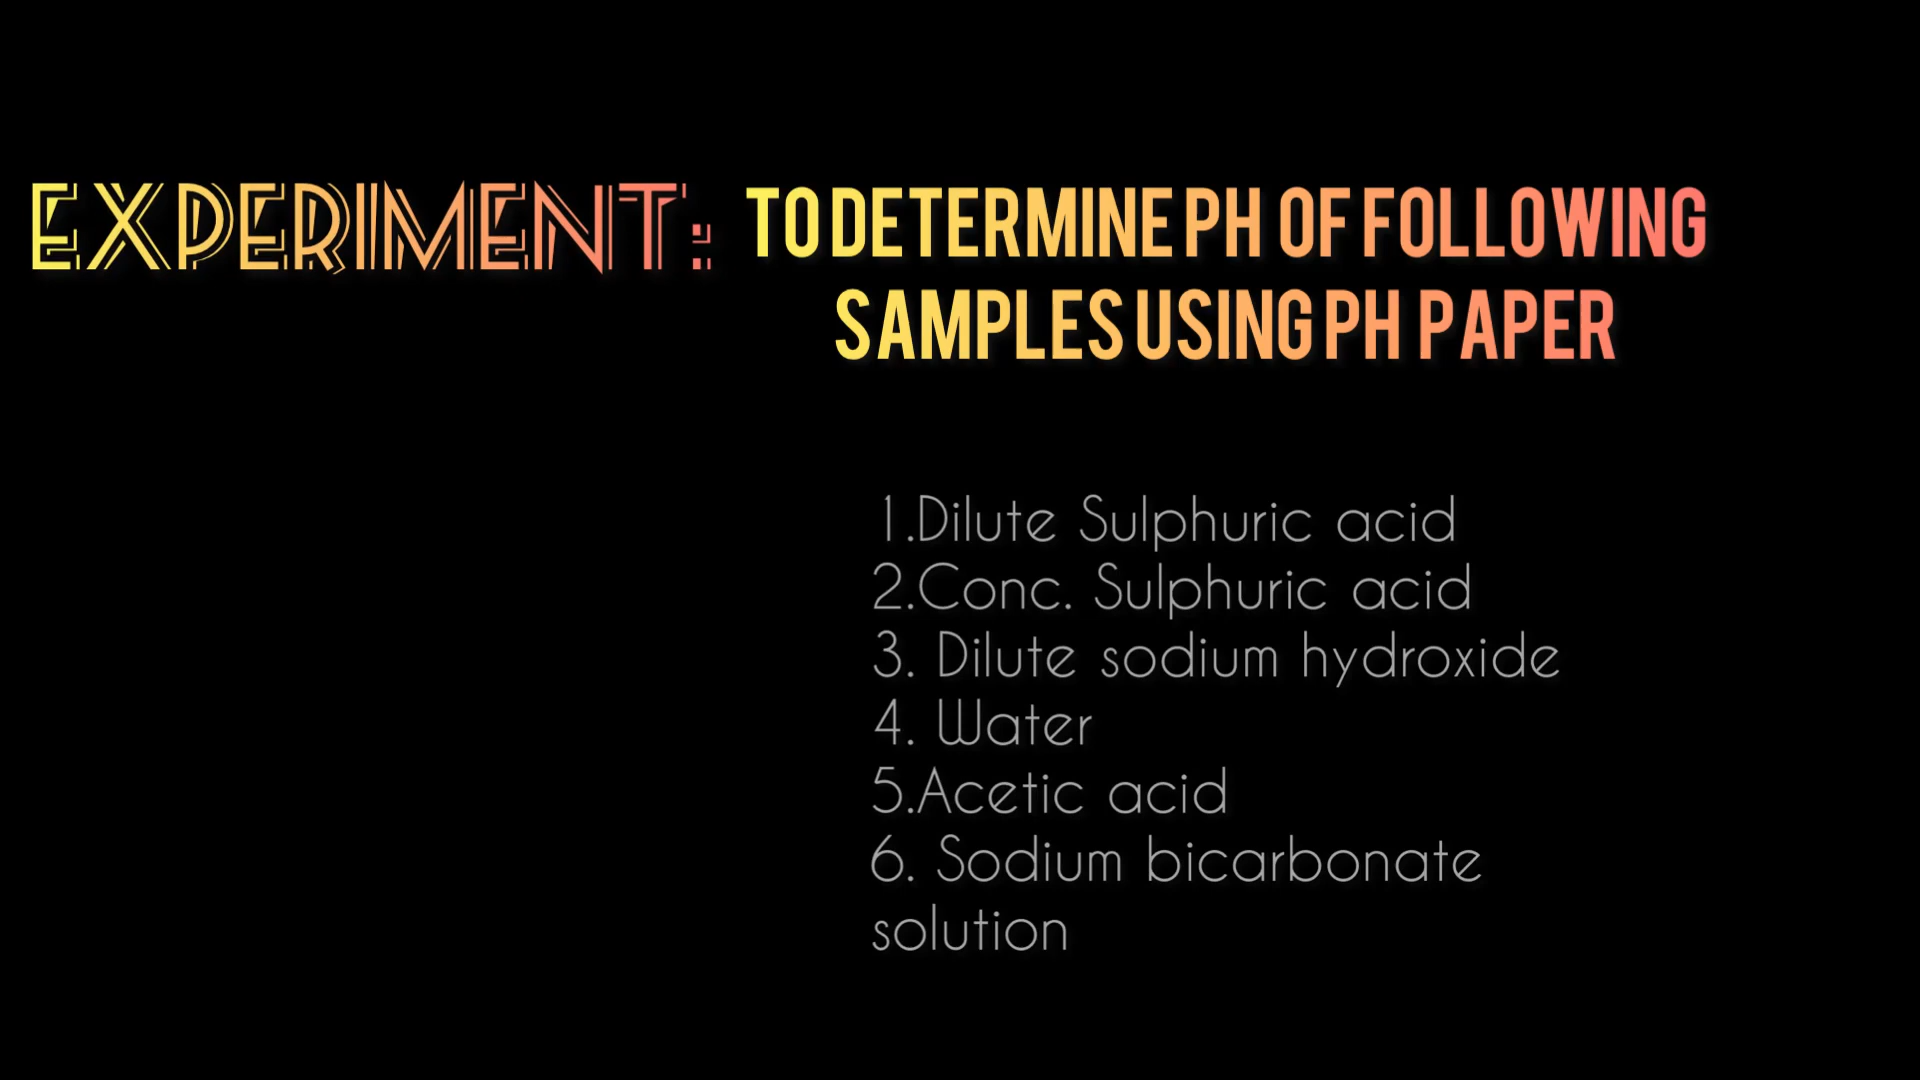 EXPERIMENT: TO DETERMINE PH OF FOLLOWING
SAMPLES USING PH PAPER
1.Dilute Sulphuric acid
2.Conc. Sulphuric acid
3. Dilute sodium hydroxide
4. Water
5.Acetic acid
6. Sodium bicarbonate
solution